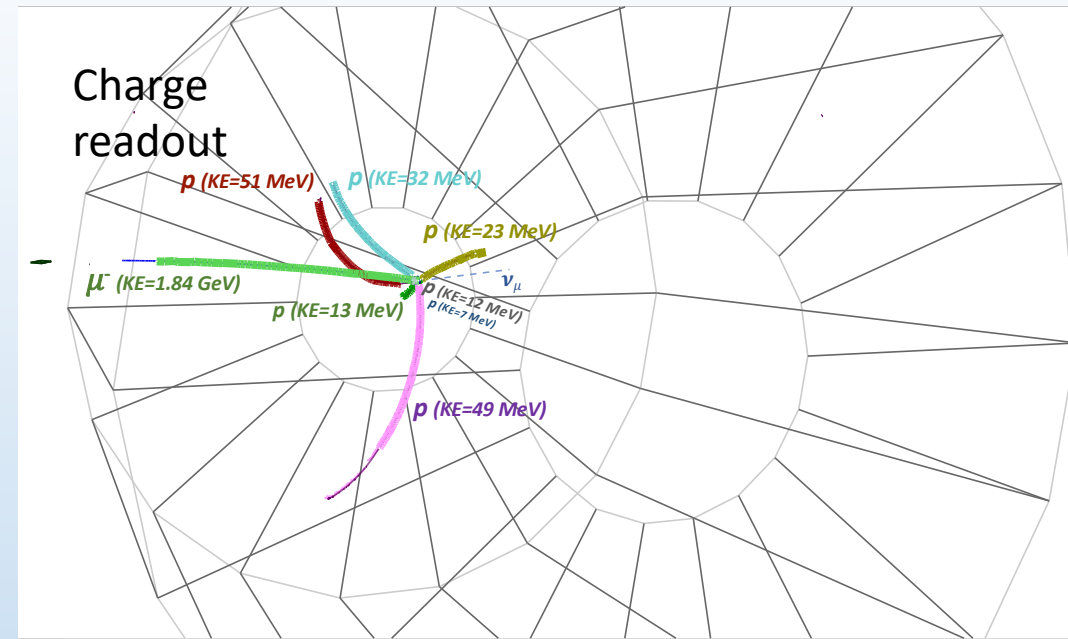 Charge
readout
p (KE=51 MeV)
p (KE=32 MeV)
p (KE=23 MeV)
ν_μ
μ⁻ (KE=1.84 GeV)
p (KE=12 MeV)
p (KE=7 MeV)
p (KE=13 MeV)
p (KE=49 MeV)